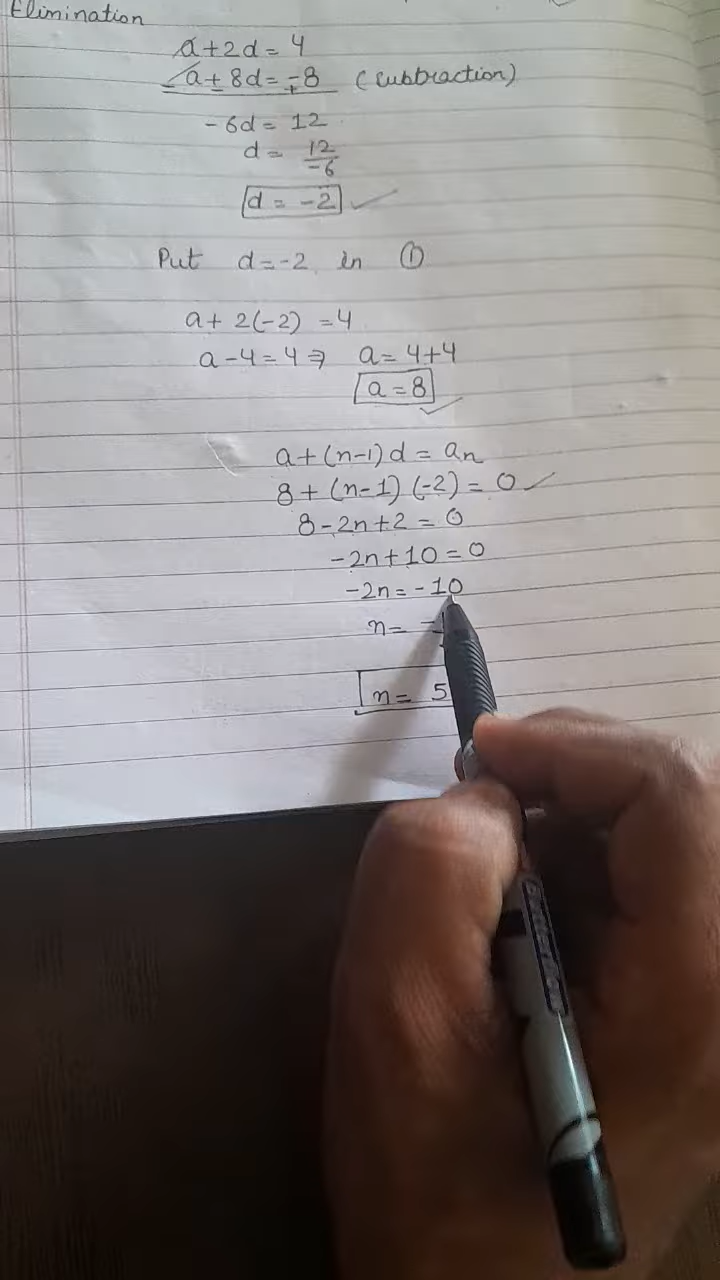 Elimination
a+2d=4
-a+8d=-8 (subtraction)
- - +
-6d= 12
d= 12/-6
d = -2 ✓
Put d=-2 in ①
a+ 2(-2) =4
a-4=4 ⇒ a=4+4
a=8 ✓
a+(n-1)d = an
8+(n-1)(-2)=0 ✓
8-2n+2=0
-2n+10=0
-2n=-10
n= -
n= 5